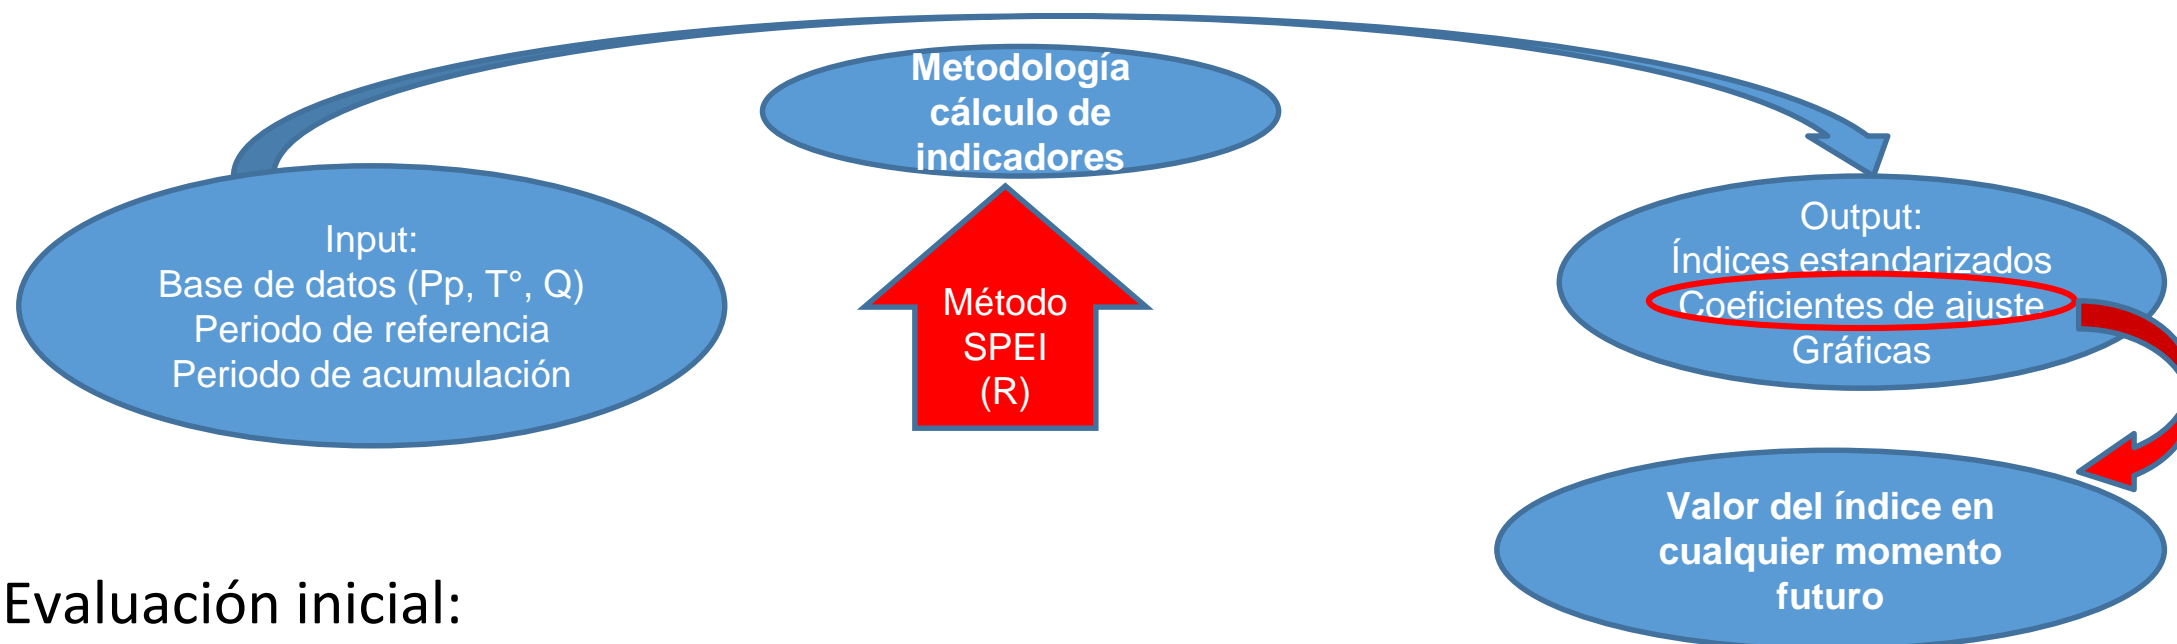 Metodología
cálculo de
indicadores
Input:
Base de datos (Pp, T°, Q)
Periodo de referencia
Periodo de acumulación
Método
SPEI
(R)
Output:
Índices estandarizados
Coeficientes de ajuste
Gráficas
Valor del índice en
cualquier momento
futuro
Evaluación inicial: